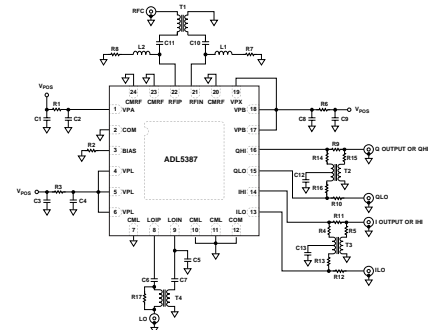 RFC
T1
C11
C10
R8
L2
L1
R7
24
23
22
21
20
19
CMRF
CMRF
RFIP
RFIN
CMRF
VPX
VPOS
R1
C1
C2
1
VPA
VPB
18
R6
VPOS
C8
C9
2
COM
VPB
17
R2
3
BIAS
ADL5387
QHI
16
R9
Q OUTPUT OR QHI
R14
R15
C12
T2
R16
R10
QLO
VPOS
R3
C3
C4
4
VPL
QLO
15
5
VPL
IHI
14
R11
I OUTPUT OR IHI
R4
R5
C13
T3
R13
R12
ILO
6
VPL
ILO
13
CML
LOIP
LOIN
CML
CML
COM
7
8
9
10
11
12
C5
C6
C7
R17
T4
LO